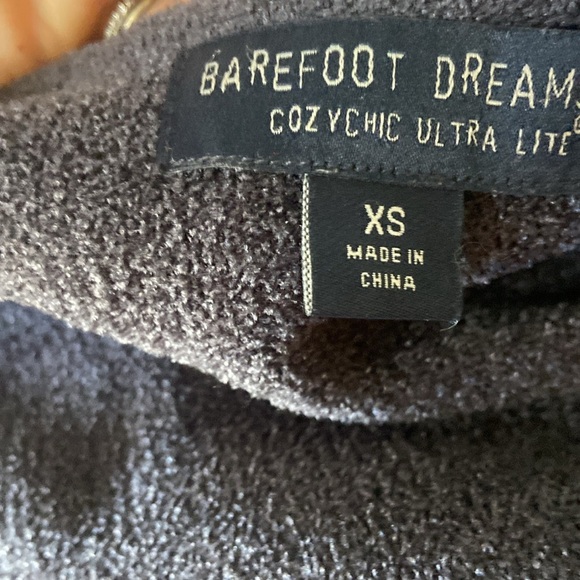 BAREFOOT DREAMS
COZYCHIC ULTRA LITE
XS
MADE IN
CHINA